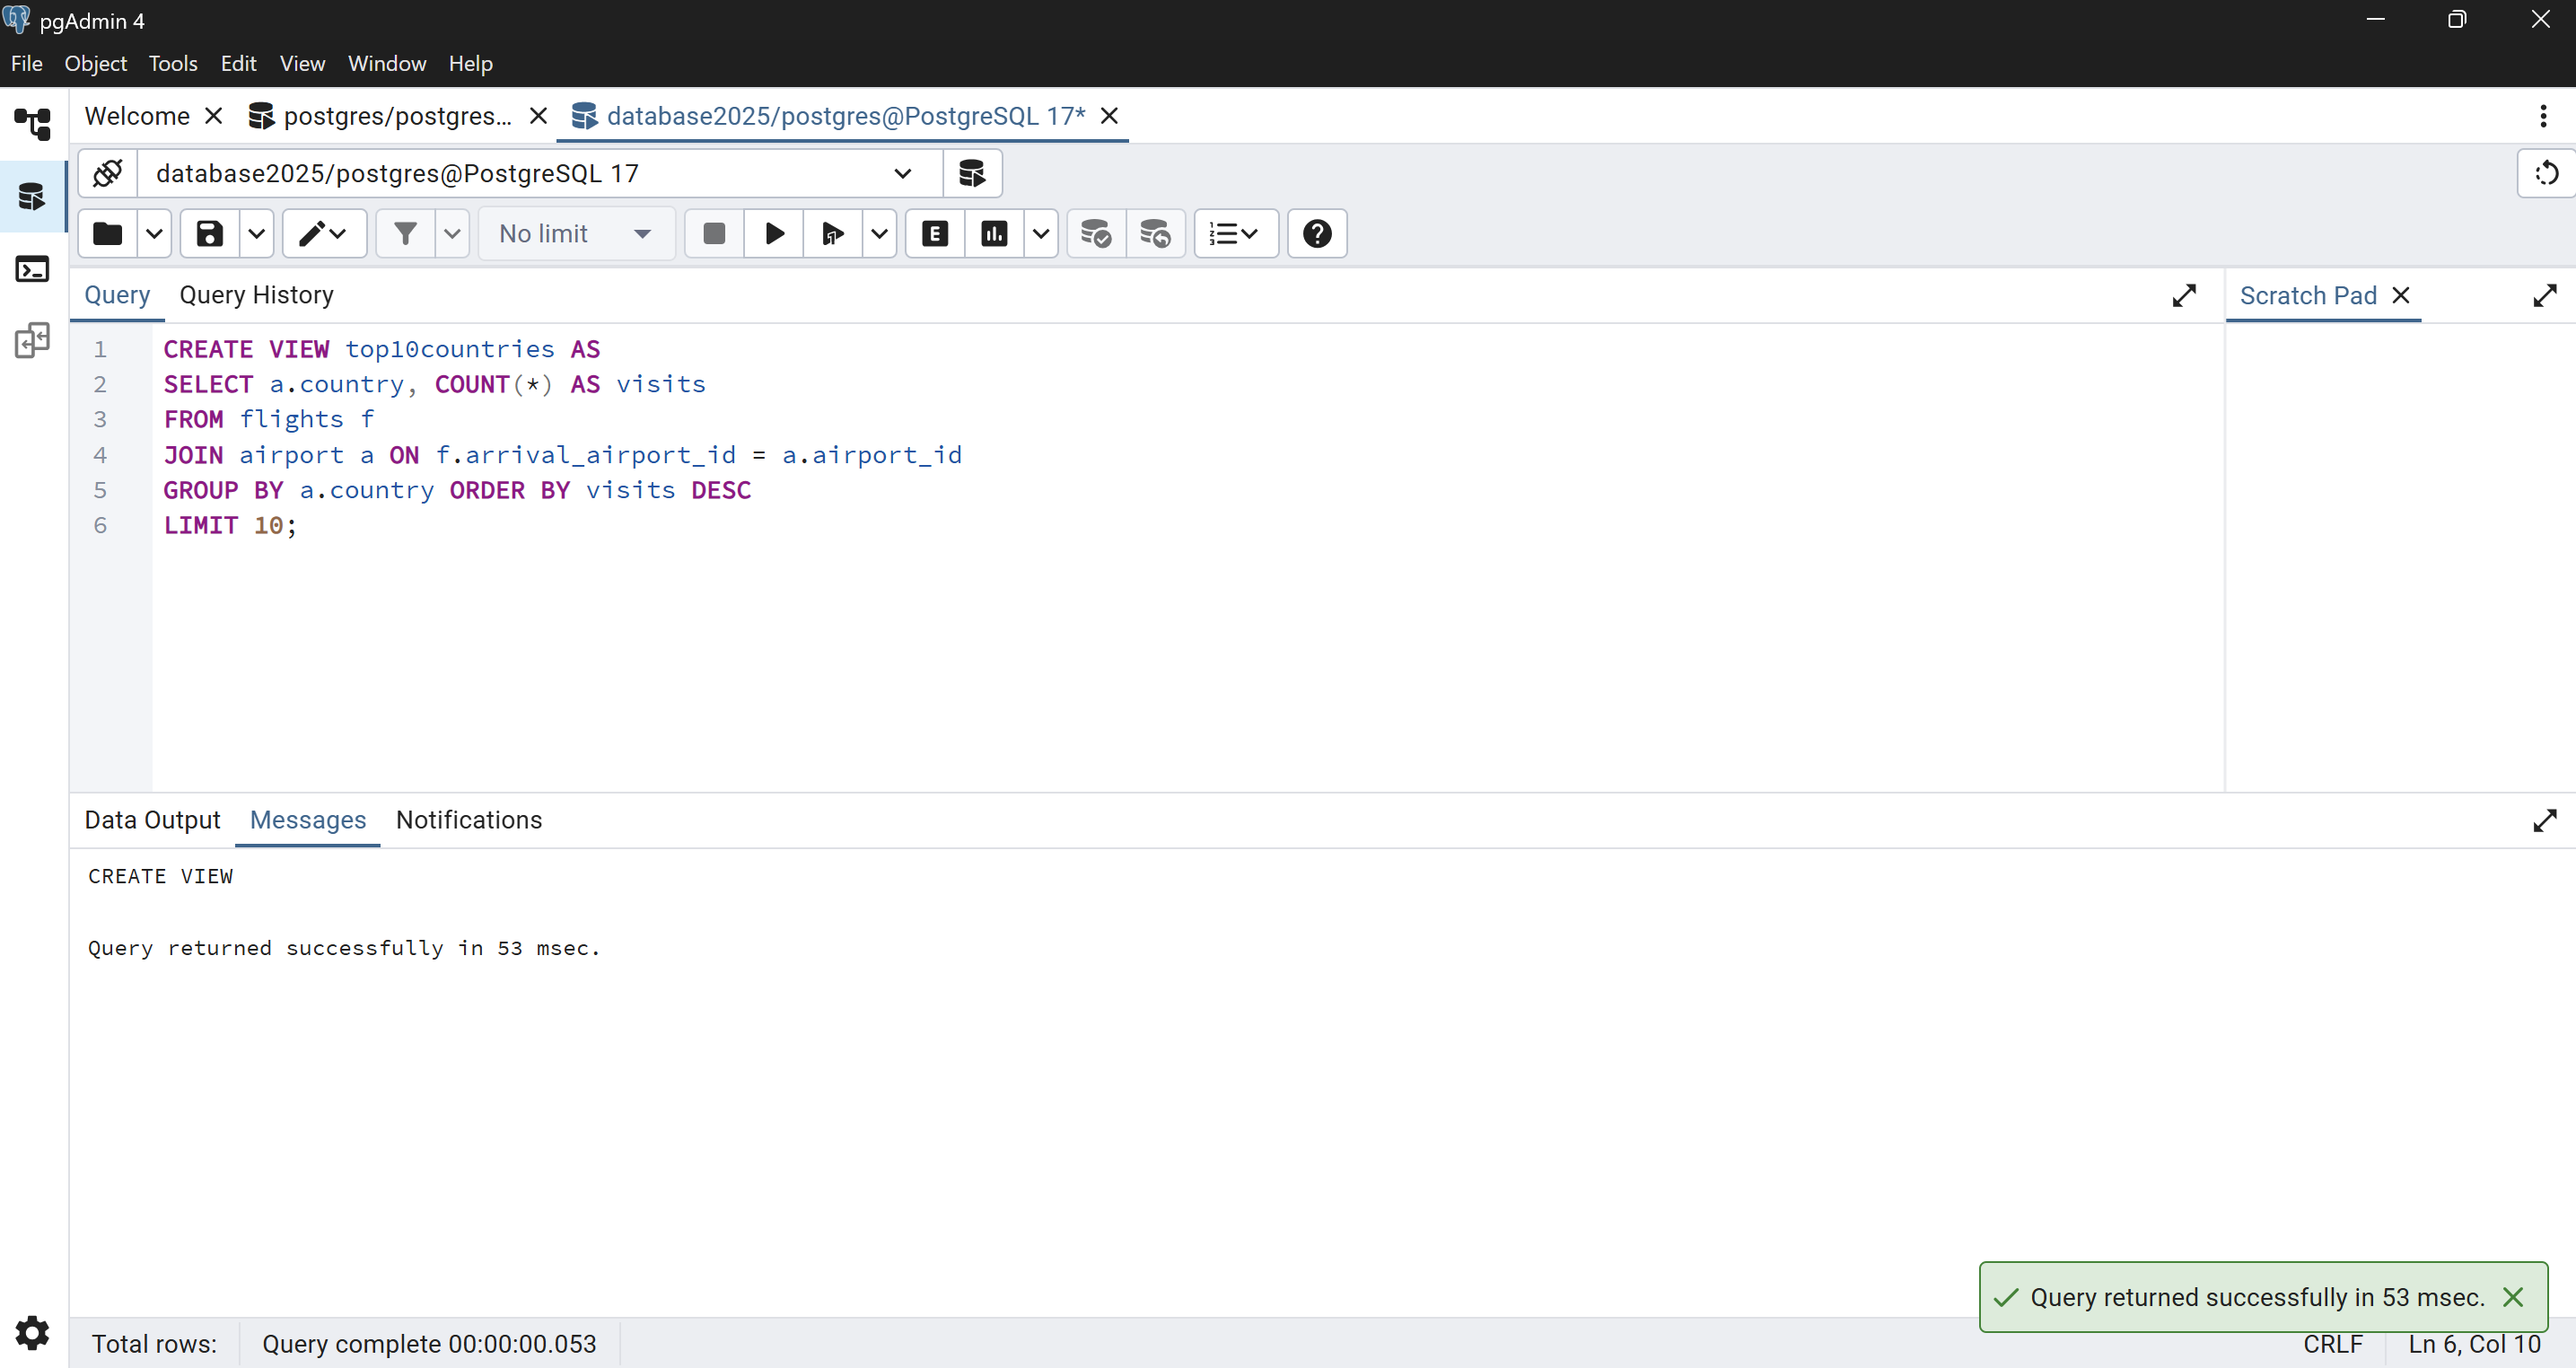 pgAdmin 4
File Object Tools Edit View Window Help
Welcome postgres/postgres... database2025/postgres@PostgreSQL 17*
database2025/postgres@PostgreSQL 17
No limit
Query Query History
Scratch Pad
1 CREATE VIEW top10countries AS
2 SELECT a.country, COUNT(*) AS visits
3 FROM flights f
4 JOIN airport a ON f.arrival_airport_id = a.airport_id
5 GROUP BY a.country ORDER BY visits DESC
6 LIMIT 10;
Data Output Messages Notifications
CREATE VIEW
Query returned successfully in 53 msec.
Query returned successfully in 53 msec.
Total rows: Query complete 00:00:00.053 CRLF Ln 6, Col 10